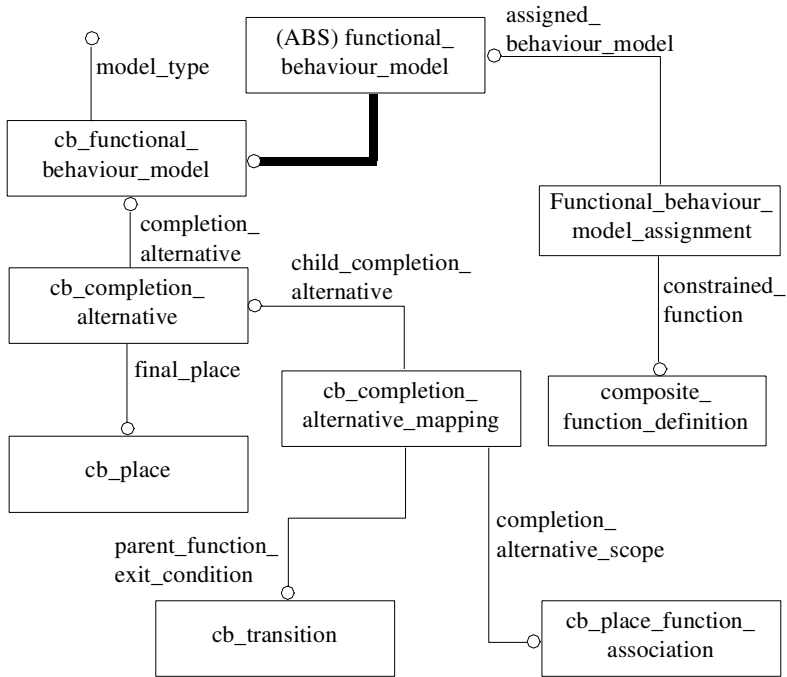 assigned_
behaviour_model
(ABS) functional_
behaviour_model
model_type
cb_functional_
behaviour_model
Functional_behaviour_
model_assignment
completion_
alternative
child_completion_
alternative
cb_completion_
alternative
constrained_
function
final_place
cb_completion_
alternative_mapping
composite_
function_definition
cb_place
completion_
alternative_scope
parent_function_
exit_condition
cb_transition
cb_place_function_
association